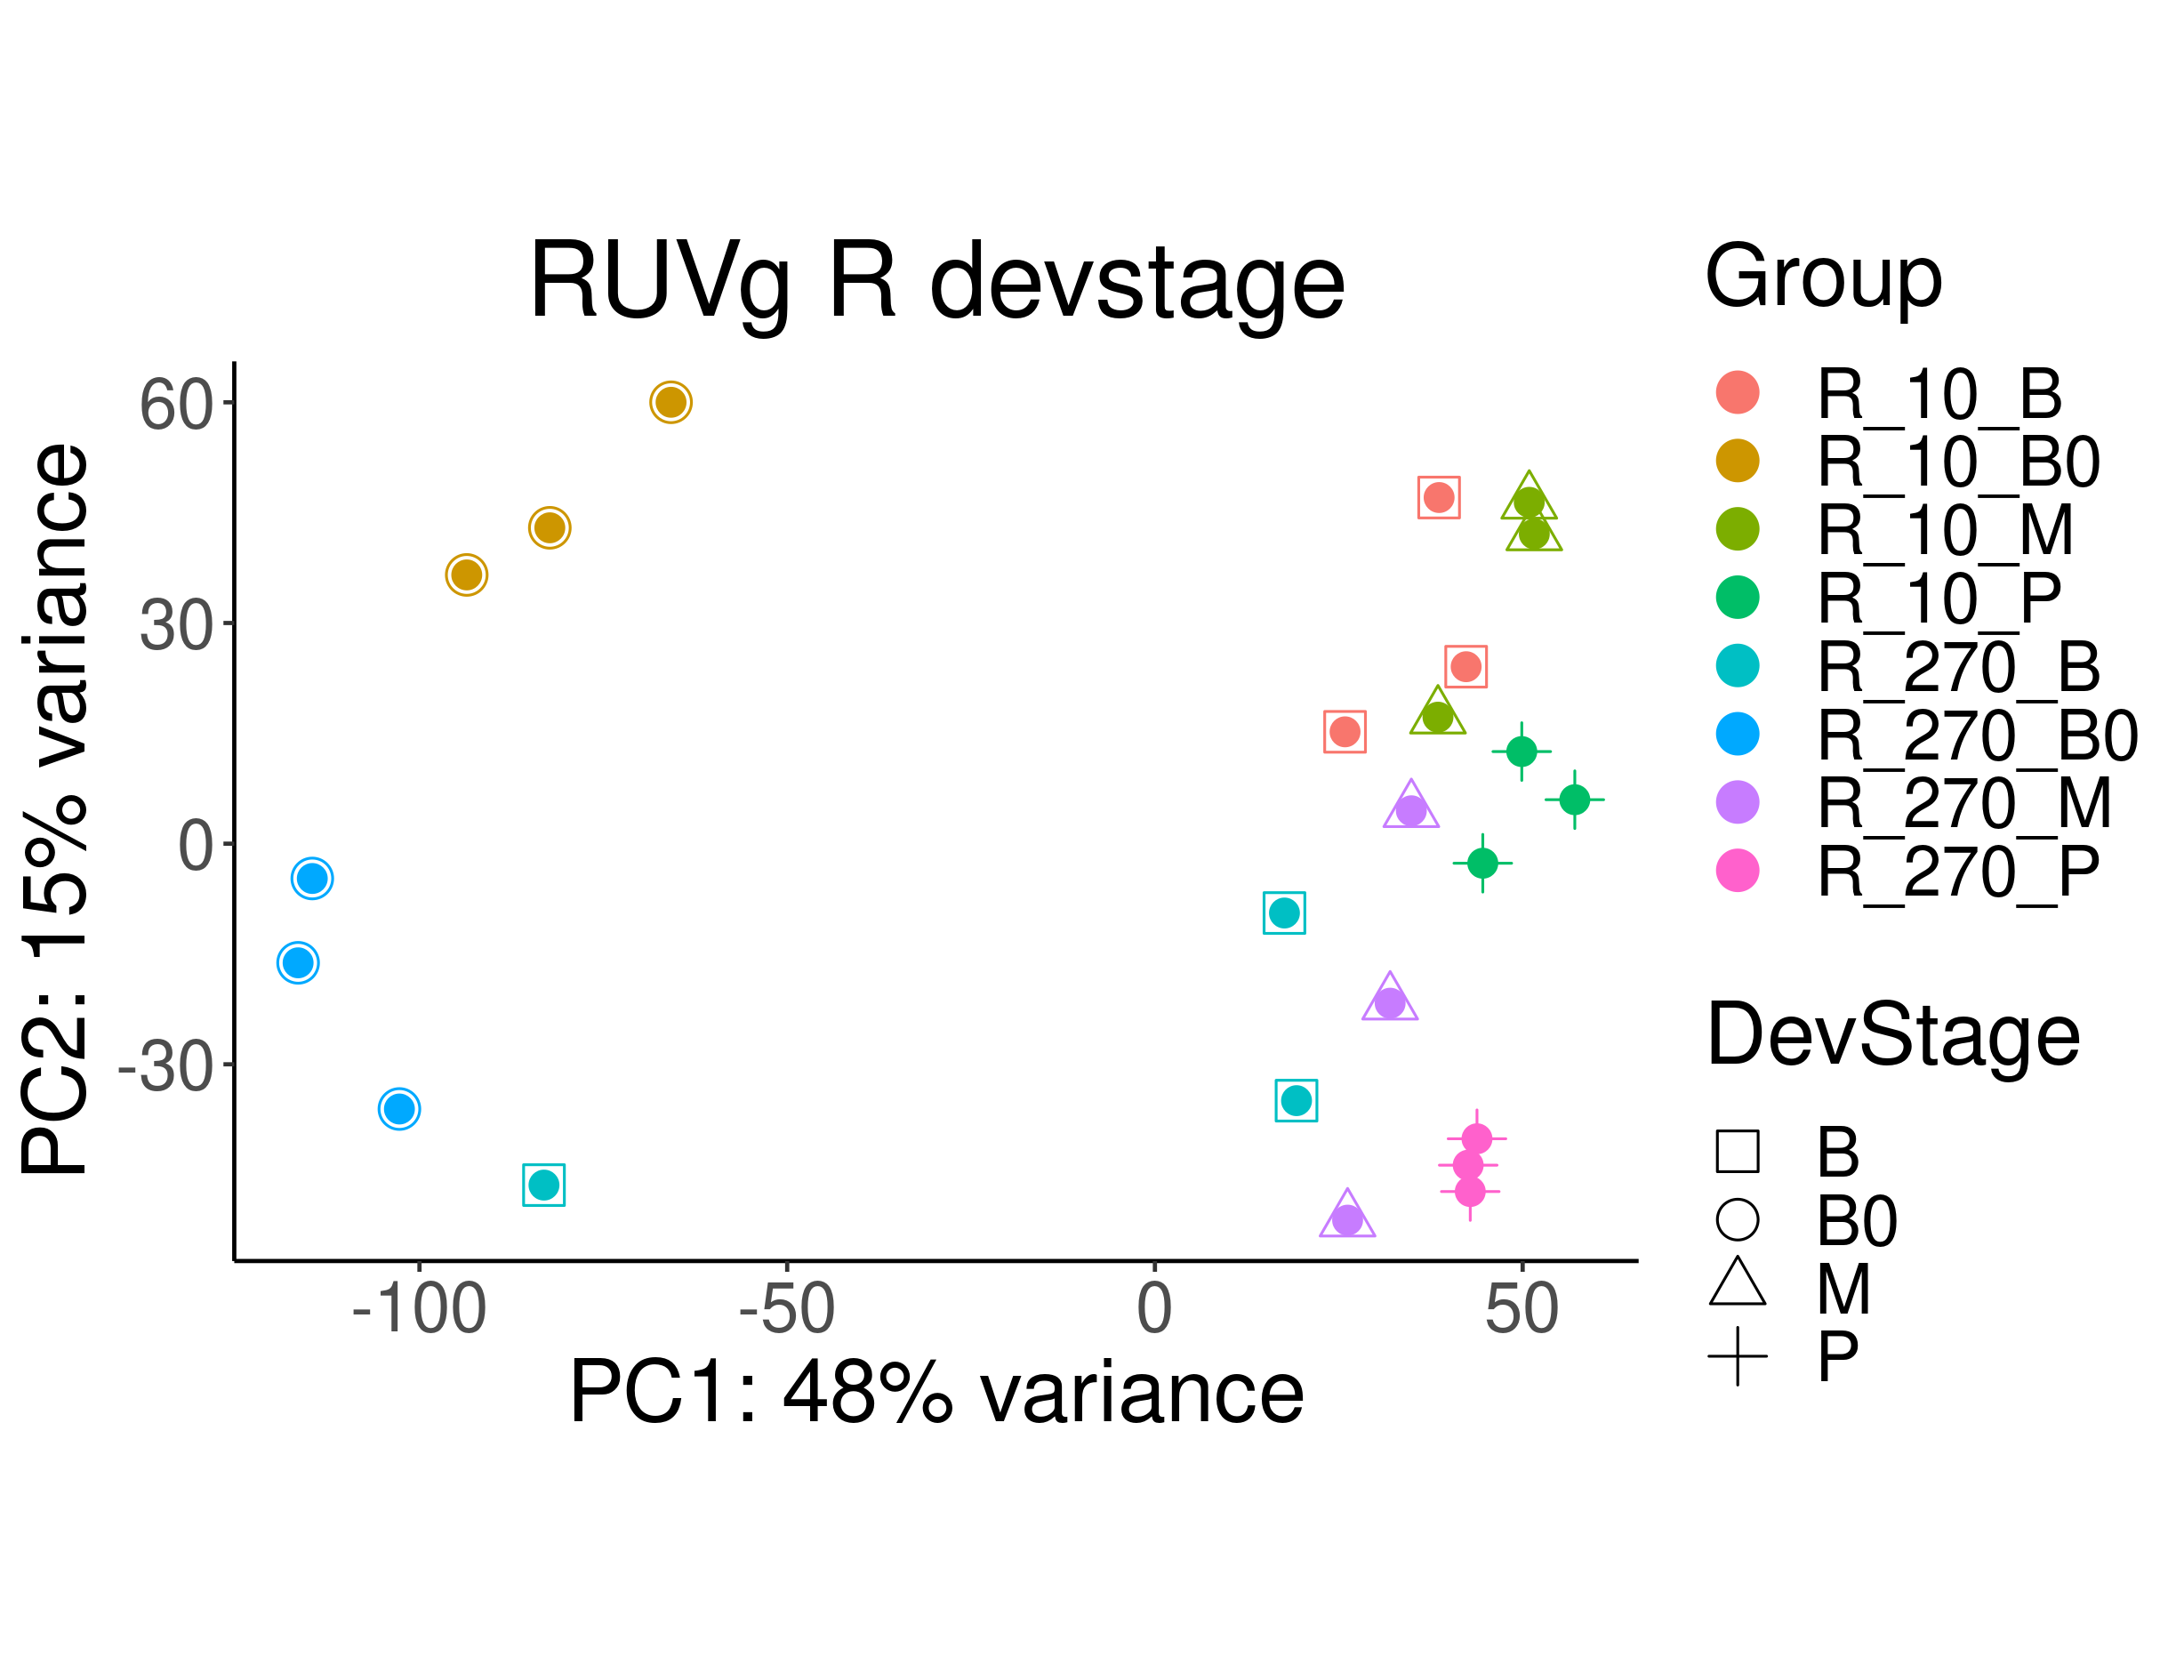 RUVg R devstage
60
30
0
-30
PC2: 15% variance
-100
-50
0
50
PC1: 48% variance
Group
R_10_B
R_10_B0
R_10_M
R_10_P
R_270_B
R_270_B0
R_270_M
R_270_P
DevStage
B
B0
M
P